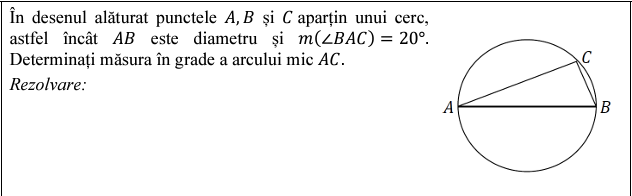 În desenul alăturat punctele A, B și C aparțin unui cerc,
astfel încât AB este diametru și m(∠BAC) = 20°.
Determinați măsura în grade a arcului mic AC.
Rezolvare:
C
A
B